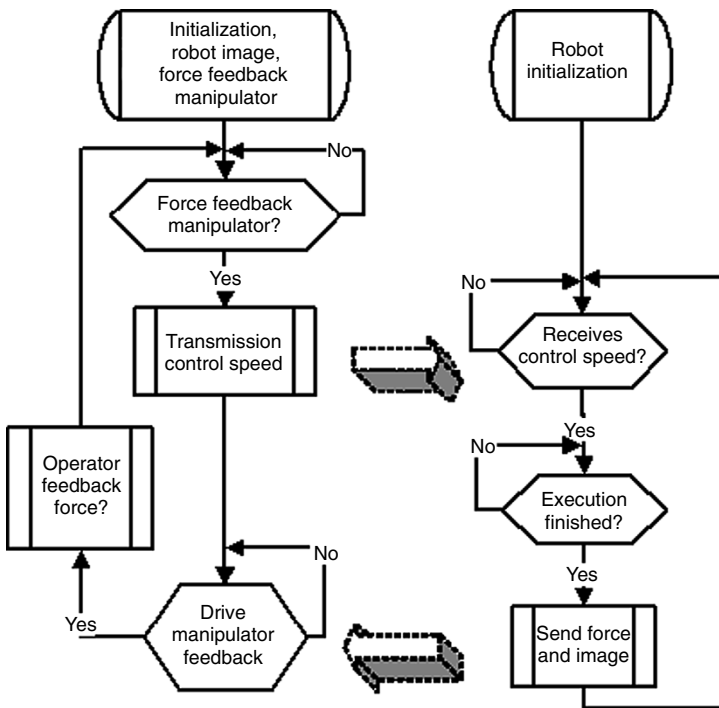 Initialization,
robot image,
force feedback
manipulator
No
Force feedback
manipulator?
Yes
Transmission
control speed
Operator
feedback
force?
No
Yes
Drive
manipulator
feedback
Robot
initialization
No
Receives
control speed?
Yes
No
Execution
finished?
Yes
Send force
and image